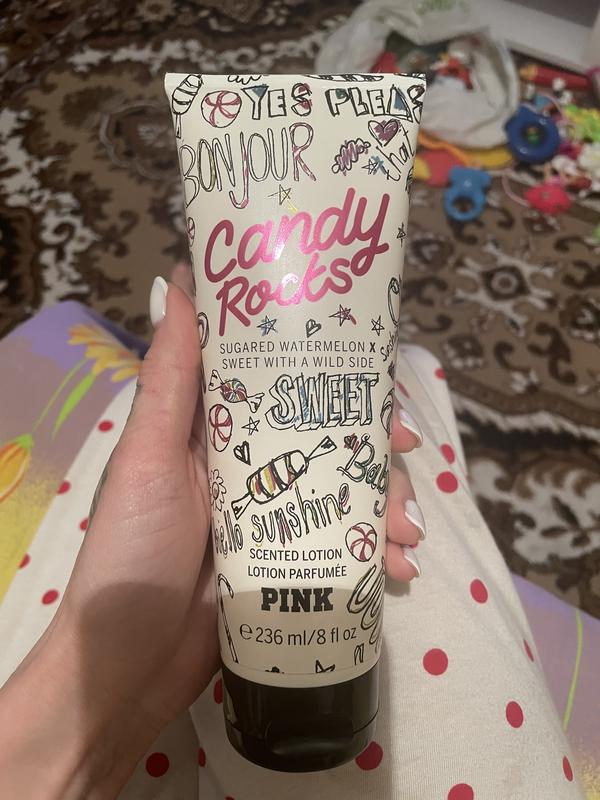 YES PLEAS
BONJOUR
Candy
Rocks
SUGARED WATERMELON X
SWEET WITH A WILD SIDE
SWEET
Baby
hello sunshine
SCENTED LOTION
LOTION PARFUMÉE
PINK
℮ 236 ml/8 fl oz